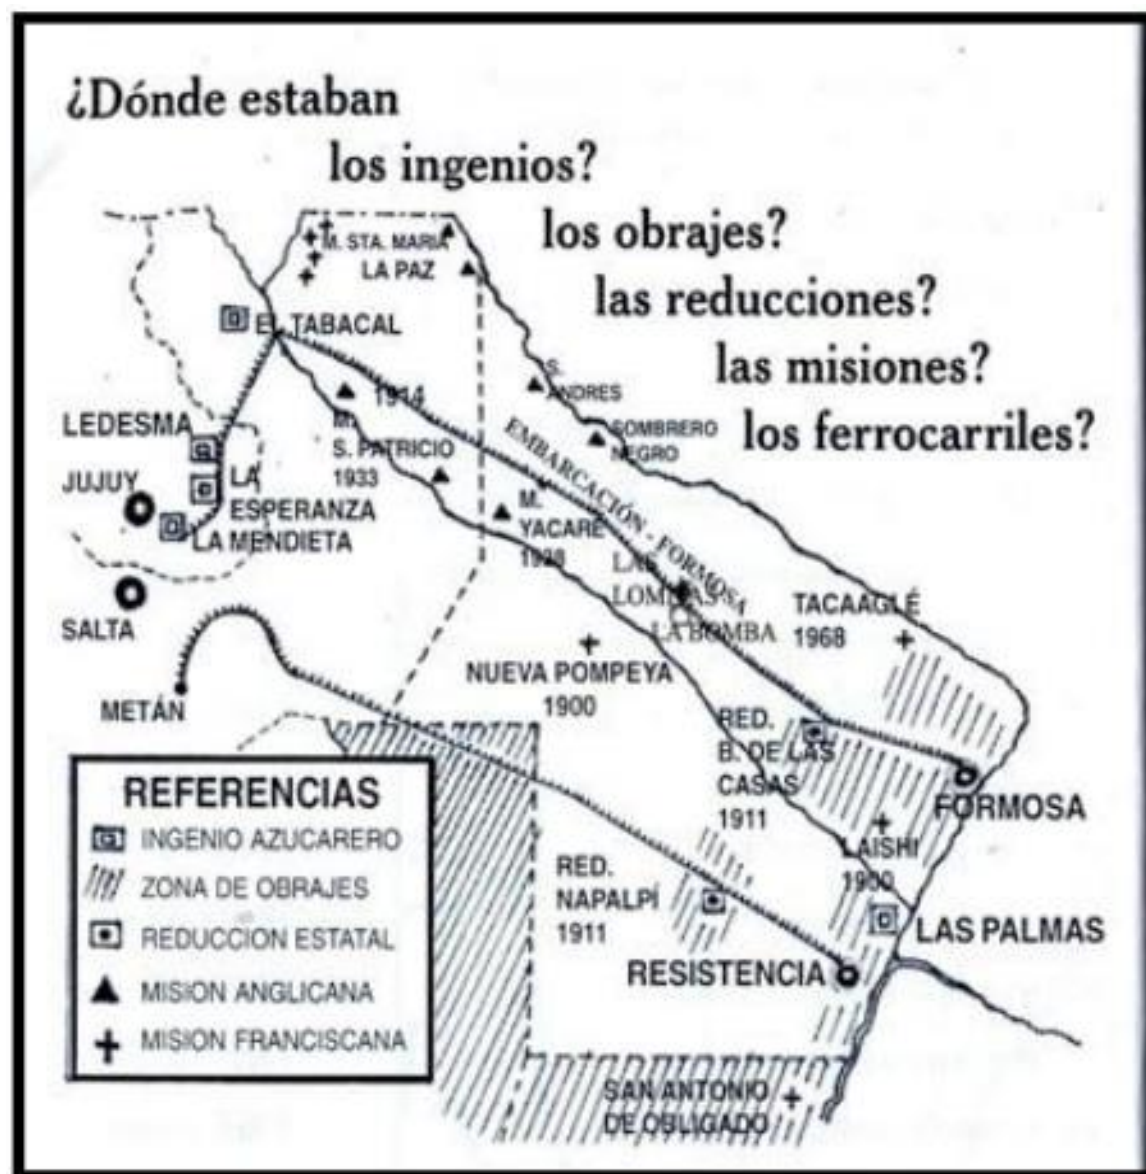 ¿Dónde estaban
los ingenios?
los obrajes?
las reducciones?
las misiones?
los ferrocarriles?
M. STA. MARIA
LA PAZ
EL TABACAL
1914
S.
ANDRES
SOMBRERO
NEGRO
LEDESMA
M.
S. PATRICIO
1933
EMBARCACIÓN - FORMOSA
JUJUY
LA
ESPERANZA
LA MENDIETA
M.
YACARÉ
1928
LAS
LOMITAS
LA BOMBA
TACAAGLÉ
1968
SALTA
NUEVA POMPEYA
1900
METÁN
RED.
B. DE LAS
CASAS
1911
FORMOSA
LAISHI
1900
RED.
NAPALPÍ
1911
LAS PALMAS
RESISTENCIA
SAN ANTONIO
DE OBLIGADO
REFERENCIAS
INGENIO AZUCARERO
ZONA DE OBRAJES
REDUCCION ESTATAL
MISION ANGLICANA
MISION FRANCISCANA